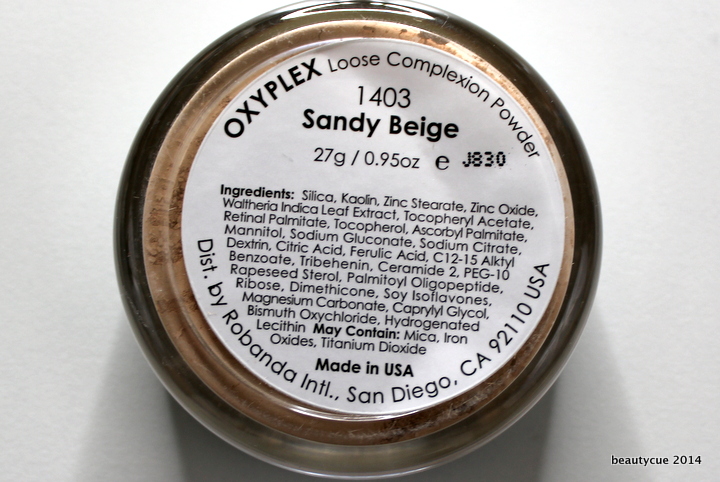 OXYPLEX Loose Complexion Powder
1403
Sandy Beige
27g / 0.95oz e J830
Ingredients: Silica, Kaolin, Zinc Stearate, Zinc Oxide,
Waltheria Indica Leaf Extract, Tocopheryl Acetate,
Retinal Palmitate, Tocopherol, Ascorbyl Palmitate,
Mannitol, Sodium Gluconate, Sodium Citrate,
Dextrin, Citric Acid, Ferulic Acid, C12-15 Alktyl
Benzoate, Tribehenin, Ceramide 2, PEG-10
Rapeseed Sterol, Palmitoyl Oligopeptide,
Ribose, Dimethicone, Soy Isoflavones,
Magnesium Carbonate, Caprylyl Glycol,
Bismuth Oxychloride, Hydrogenated
Lecithin May Contain: Mica, Iron
Oxides, Titanium Dioxide
Made in USA
Dist. by Robanda Intl., San Diego, CA 92110 USA
beautycue 2014